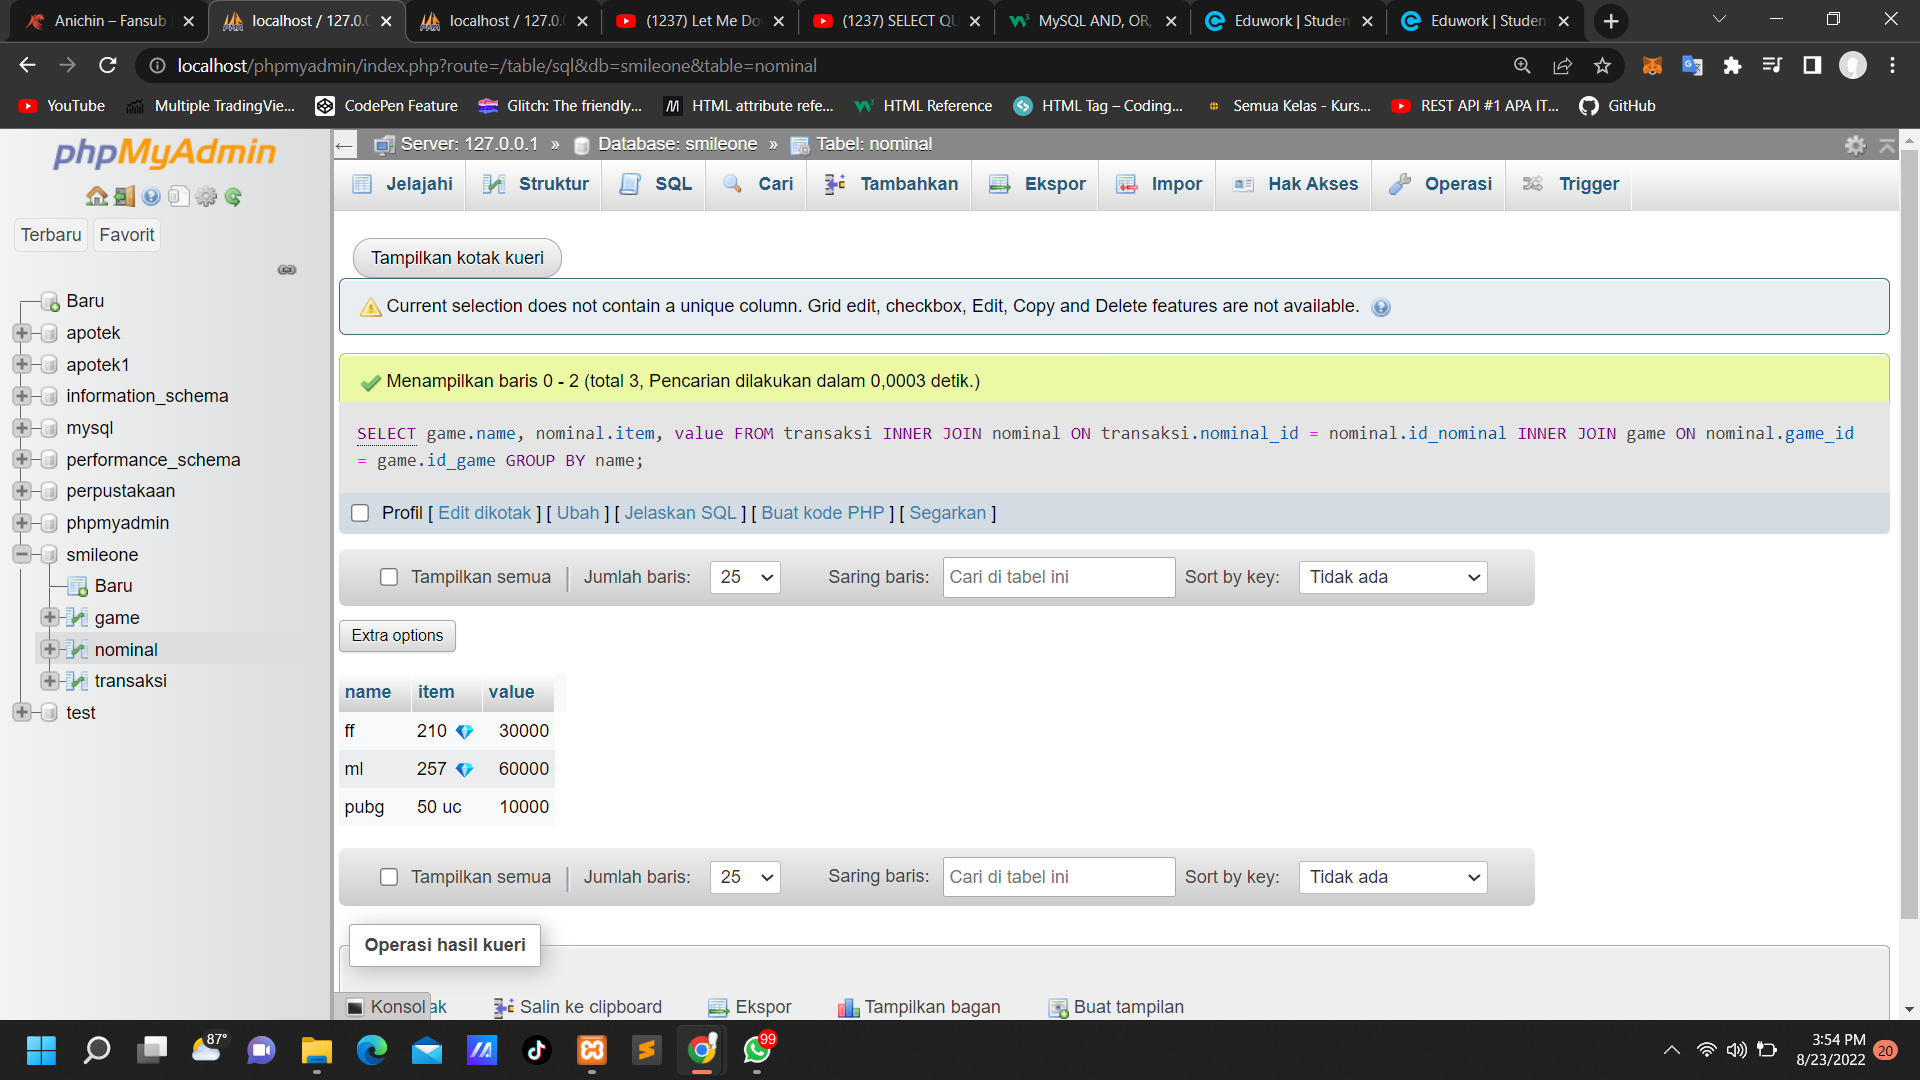 Anichin – Fansub
localhost / 127.0.0
localhost / 127.0.
(1237) Let Me Do
(1237) SELECT QU
MySQL AND, OR,
Eduwork | Studen
Eduwork | Studen
localhost/phpmyadmin/index.php?route=/table/sql&db=smileone&table=nominal
YouTube
Multiple TradingVie...
CodePen Feature
Glitch: The friendly...
HTML attribute refe...
HTML Reference
HTML Tag – Coding...
Semua Kelas - Kurs...
REST API #1 APA IT...
GitHub
phpMyAdmin
Terbaru
Favorit
Baru
apotek
apotek1
information_schema
mysql
performance_schema
perpustakaan
phpmyadmin
smileone
Baru
game
nominal
transaksi
test
Server: 127.0.0.1 » Database: smileone » Tabel: nominal
Jelajahi
Struktur
SQL
Cari
Tambahkan
Ekspor
Impor
Hak Akses
Operasi
Trigger
Tampilkan kotak kueri
Current selection does not contain a unique column. Grid edit, checkbox, Edit, Copy and Delete features are not available.
Menampilkan baris 0 - 2 (total 3, Pencarian dilakukan dalam 0,0003 detik.)
SELECT game.name, nominal.item, value FROM transaksi INNER JOIN nominal ON transaksi.nominal_id = nominal.id_nominal INNER JOIN game ON nominal.game_id
= game.id_game GROUP BY name;
Profil [ Edit dikotak ] [ Ubah ] [ Jelaskan SQL ] [ Buat kode PHP ] [ Segarkan ]
Tampilkan semua | Jumlah baris: 25 Saring baris: Cari di tabel ini Sort by key: Tidak ada
Extra options
name item value
ff 210 💎 30000
ml 257 💎 60000
pubg 50 uc 10000
Tampilkan semua | Jumlah baris: 25 Saring baris: Cari di tabel ini Sort by key: Tidak ada
Operasi hasil kueri
Konsol
ak
Salin ke clipboard
Ekspor
Tampilkan bagan
Buat tampilan
87°
99
3:54 PM
8/23/2022
20